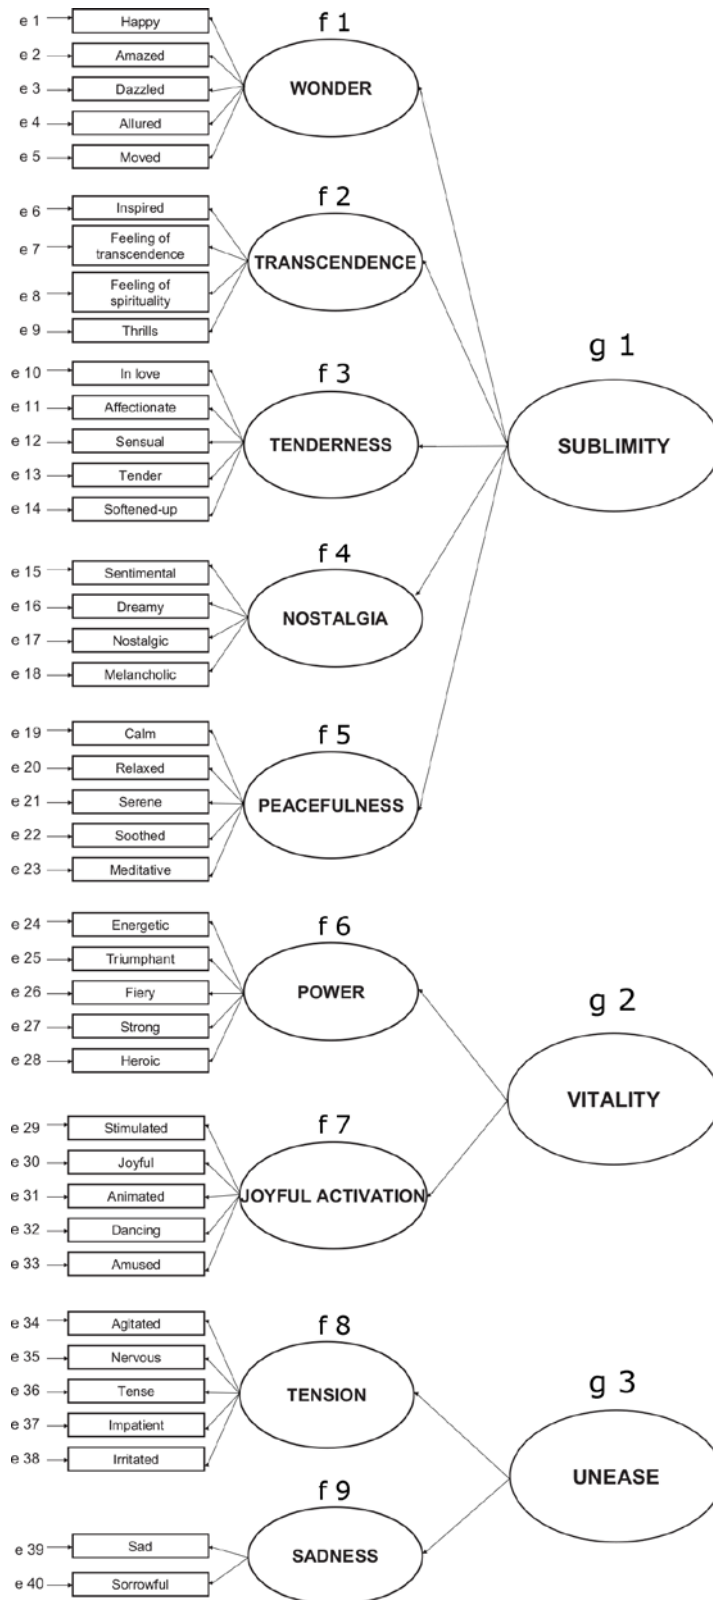 f 1
e 1 Happy
e 2 Amazed
e 3 Dazzled
e 4 Allured
e 5 Moved
WONDER
f 2
e 6 Inspired
e 7 Feeling of
transcendence
e 8 Feeling of
spirituality
e 9 Thrills
TRANSCENDENCE
f 3
e 10 In love
e 11 Affectionate
e 12 Sensual
e 13 Tender
e 14 Softened-up
TENDERNESS
g 1
SUBLIMITY
f 4
e 15 Sentimental
e 16 Dreamy
e 17 Nostalgic
e 18 Melancholic
NOSTALGIA
f 5
e 19 Calm
e 20 Relaxed
e 21 Serene
e 22 Soothed
e 23 Meditative
PEACEFULNESS
f 6
e 24 Energetic
e 25 Triumphant
e 26 Fiery
e 27 Strong
e 28 Heroic
POWER
g 2
VITALITY
f 7
e 29 Stimulated
e 30 Joyful
e 31 Animated
e 32 Dancing
e 33 Amused
JOYFUL ACTIVATION
f 8
e 34 Agitated
e 35 Nervous
e 36 Tense
e 37 Impatient
e 38 Irritated
TENSION
g 3
UNEASE
f 9
e 39 Sad
e 40 Sorrowful
SADNESS